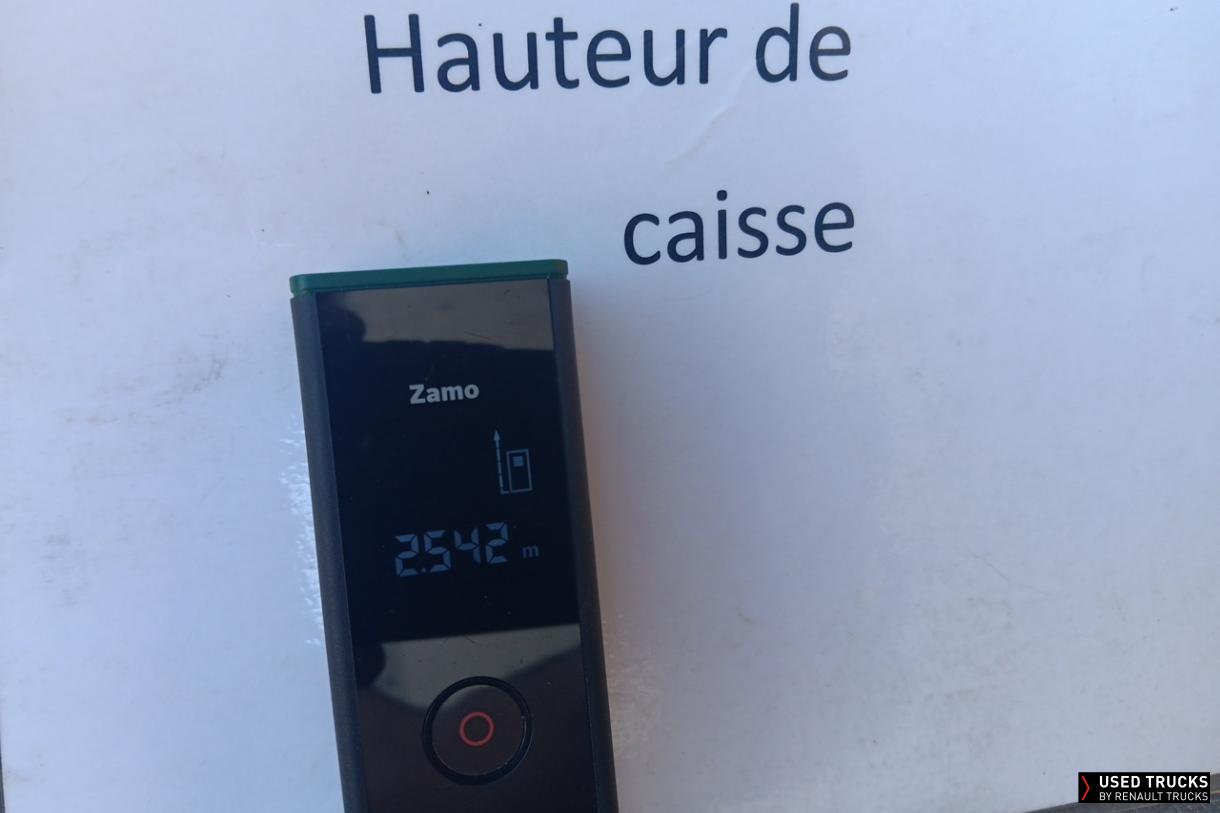 Hauteur de
caisse
Zamo
2.542 m
USED TRUCKS
BY RENAULT TRUCKS